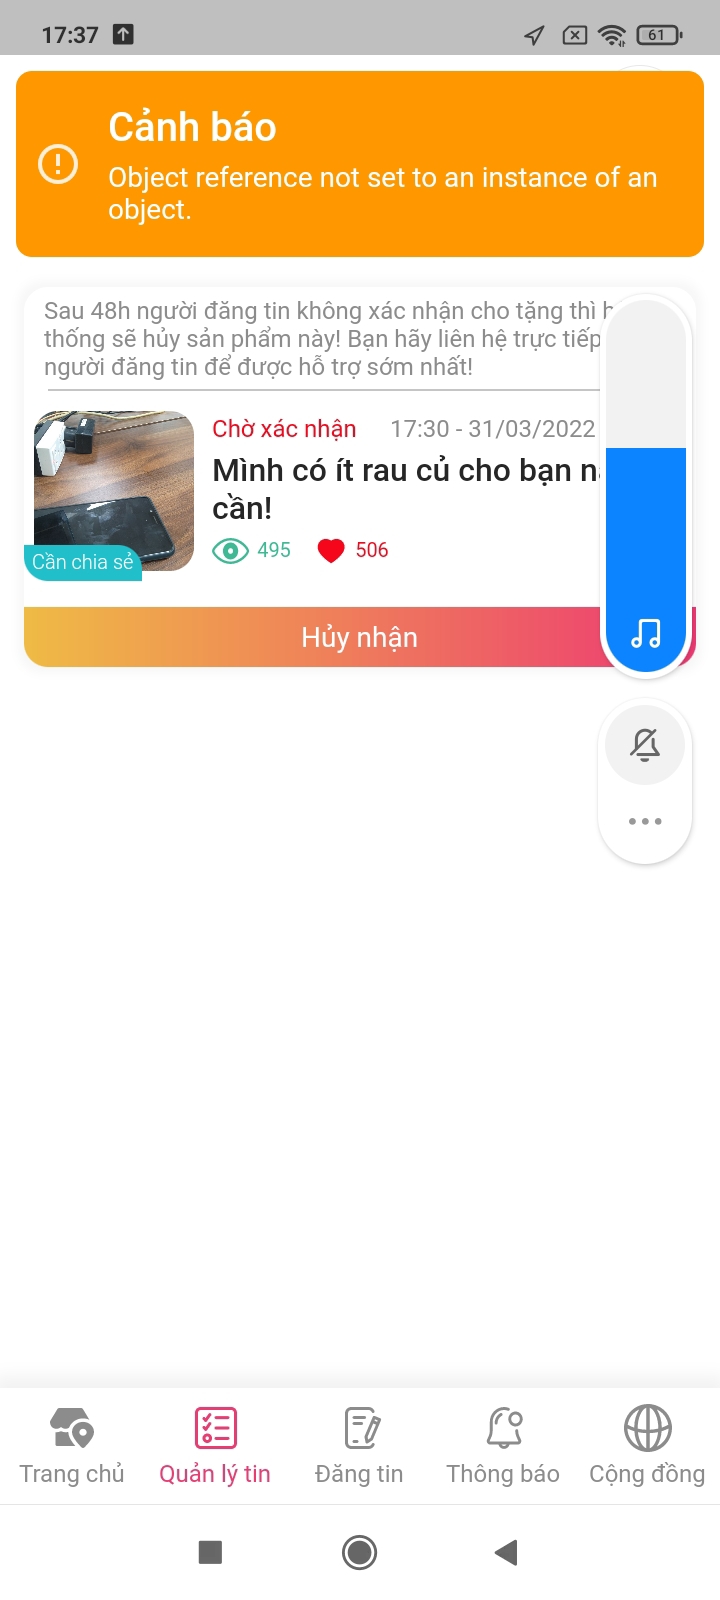 17:37
61
Cảnh báo
Object reference not set to an instance of an
object.
Sau 48h người đăng tin không xác nhận cho tặng thì
thống sẽ hủy sản phẩm này! Bạn hãy liên hệ trực tiếp
người đăng tin để được hỗ trợ sớm nhất!
Chờ xác nhận 17:30 - 31/03/2022
Mình có ít rau củ cho bạn
cần!
Cần chia sẻ
495 506
Hủy nhận
Trang chủ Quản lý tin Đăng tin Thông báo Cộng đồng